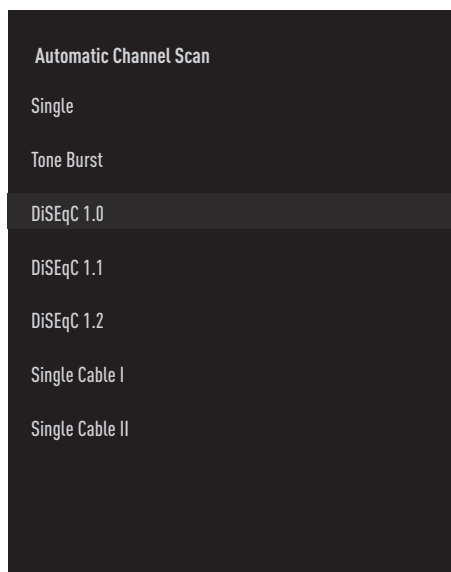 Automatic Channel Scan
Single
Tone Burst
DiSEqC 1.0
DiSEqC 1.1
DiSEqC 1.2
Single Cable I
Single Cable II